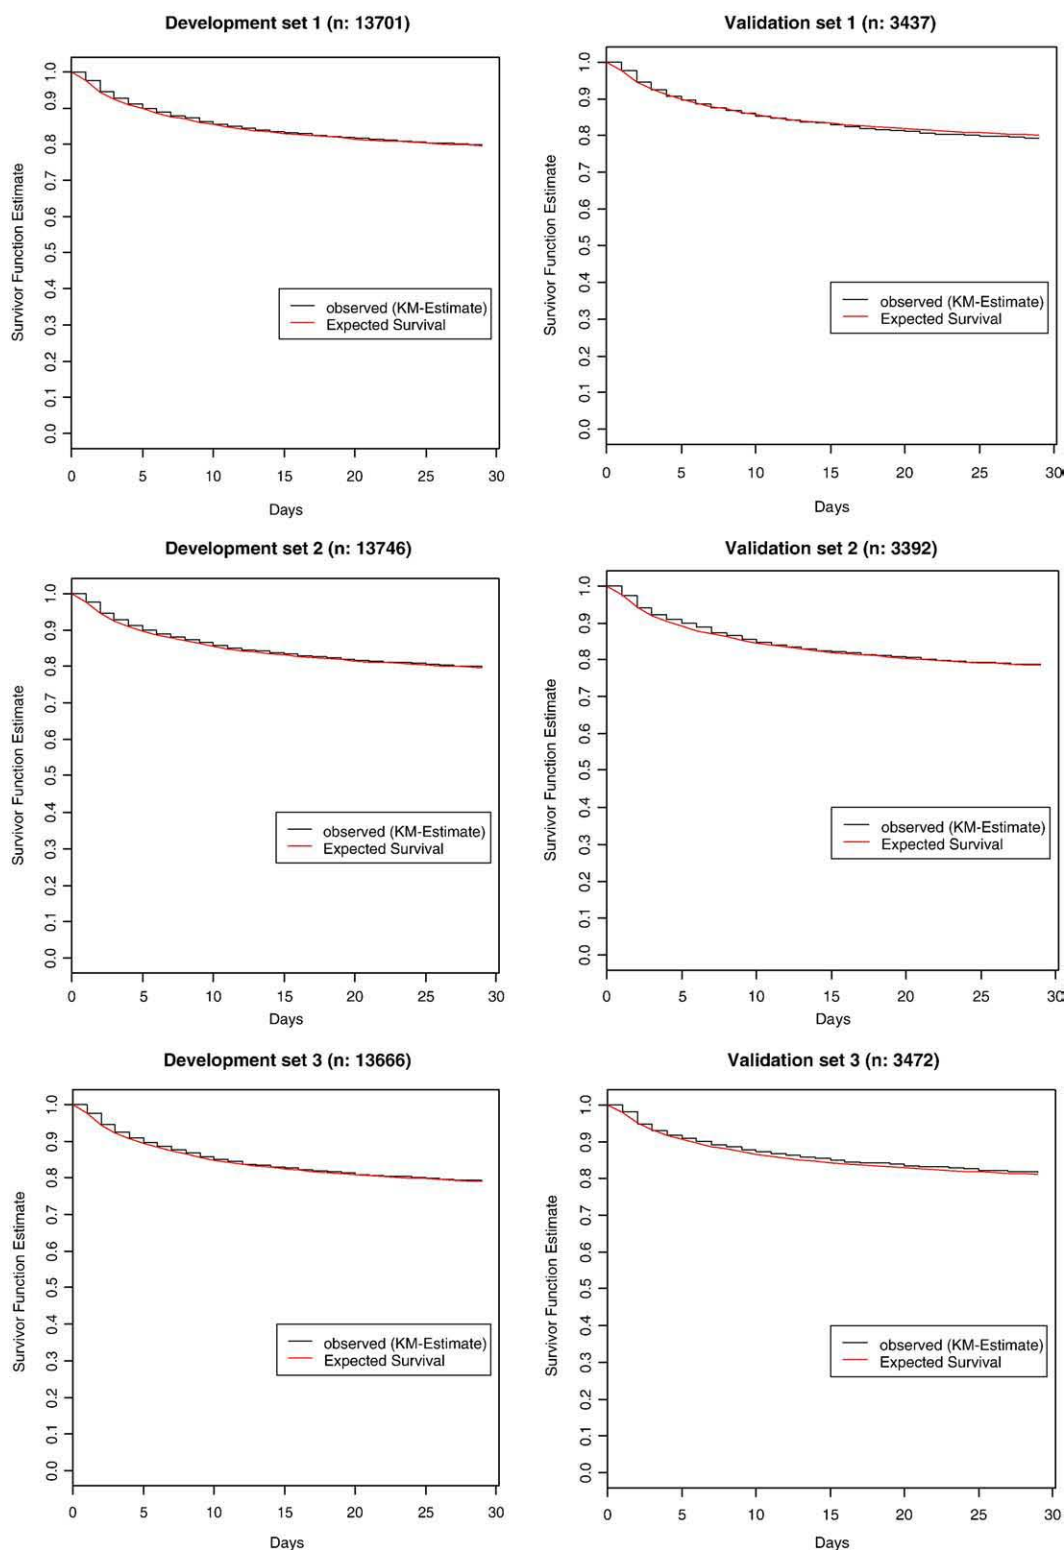 Development set 1 (n: 13701)
Survivor Function Estimate
1.0
0.9
0.8
0.7
0.6
0.5
0.4
0.3
0.2
0.1
0.0
observed (KM-Estimate)
Expected Survival
0 5 10 15 20 25 30
Days
Validation set 1 (n: 3437)
Survivor Function Estimate
1.0
0.9
0.8
0.7
0.6
0.5
0.4
0.3
0.2
0.1
0.0
observed (KM-Estimate)
Expected Survival
0 5 10 15 20 25 30
Days
Development set 2 (n: 13746)
Survivor Function Estimate
1.0
0.9
0.8
0.7
0.6
0.5
0.4
0.3
0.2
0.1
0.0
observed (KM-Estimate)
Expected Survival
0 5 10 15 20 25 30
Days
Validation set 2 (n: 3392)
Survivor Function Estimate
1.0
0.9
0.8
0.7
0.6
0.5
0.4
0.3
0.2
0.1
0.0
observed (KM-Estimate)
Expected Survival
0 5 10 15 20 25 30
Days
Development set 3 (n: 13666)
Survivor Function Estimate
1.0
0.9
0.8
0.7
0.6
0.5
0.4
0.3
0.2
0.1
0.0
observed (KM-Estimate)
Expected Survival
0 5 10 15 20 25 30
Days
Validation set 3 (n: 3472)
Survivor Function Estimate
1.0
0.9
0.8
0.7
0.6
0.5
0.4
0.3
0.2
0.1
0.0
observed (KM-Estimate)
Expected Survival
0 5 10 15 20 25 30
Days